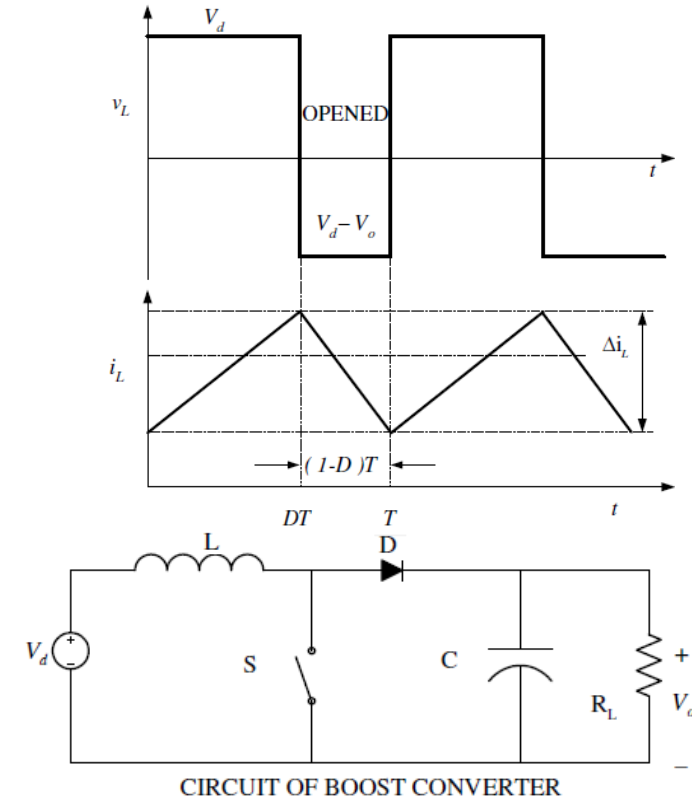 V_d
v_L
OPENED
t
V_d – V_o
i_L
Δi_L
( 1-D )T
DT
T
t
L
D
V_d
+
–
S
C
R_L
+
V_o
–
CIRCUIT OF BOOST CONVERTER